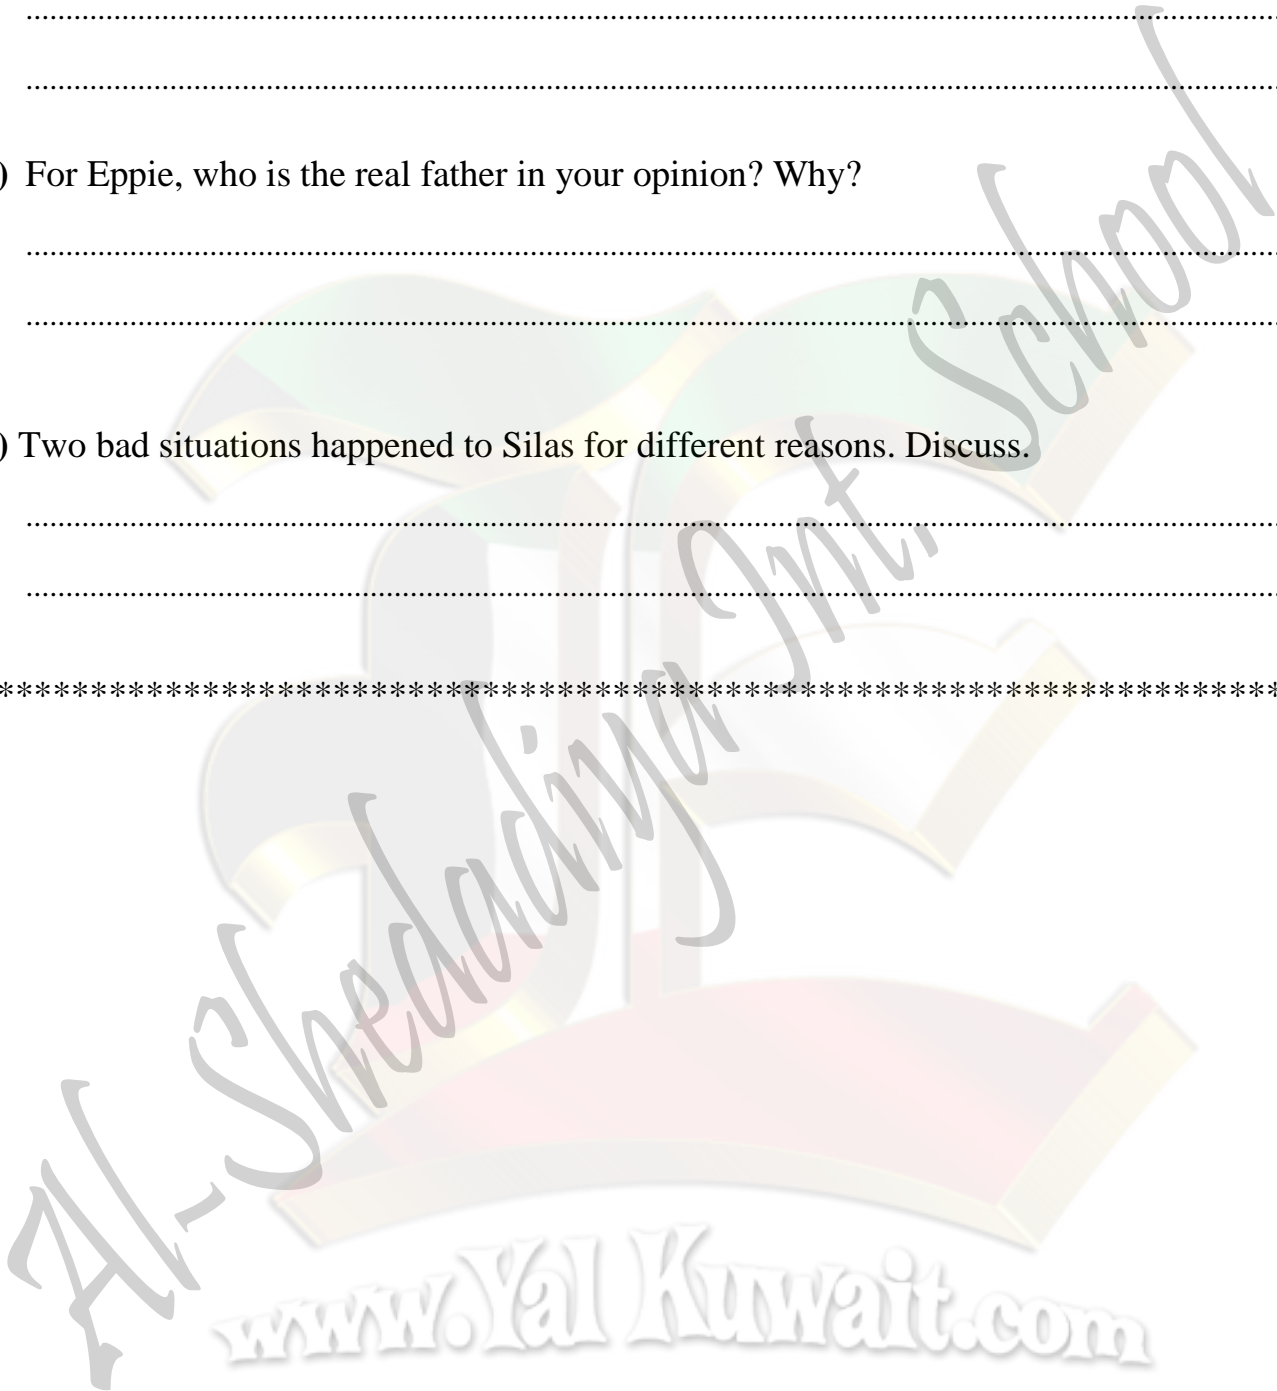 ) For Eppie, who is the real father in your opinion? Why?
) Two bad situations happened to Silas for different reasons. Discuss.
*********************************************************************
Al-Shedadiya Int. School
www.Yal Kuwait.com